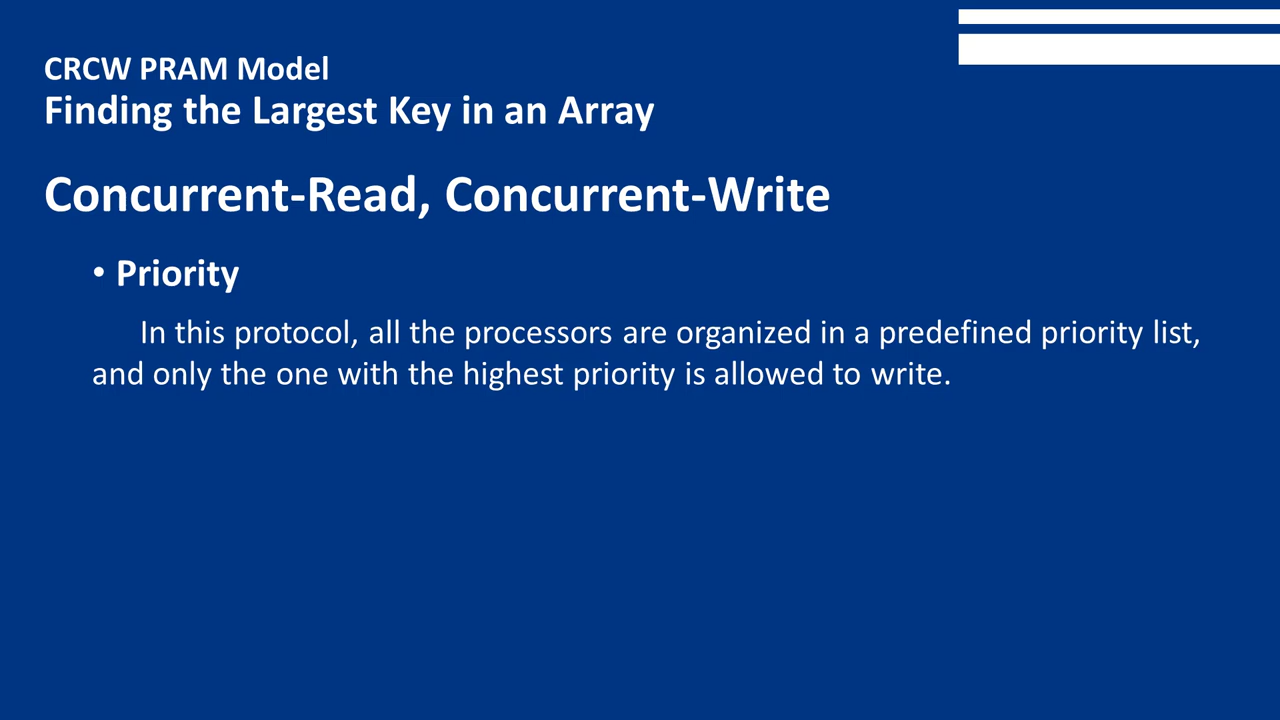 CRCW PRAM Model
Finding the Largest Key in an Array
Concurrent-Read, Concurrent-Write
• Priority
In this protocol, all the processors are organized in a predefined priority list,
and only the one with the highest priority is allowed to write.